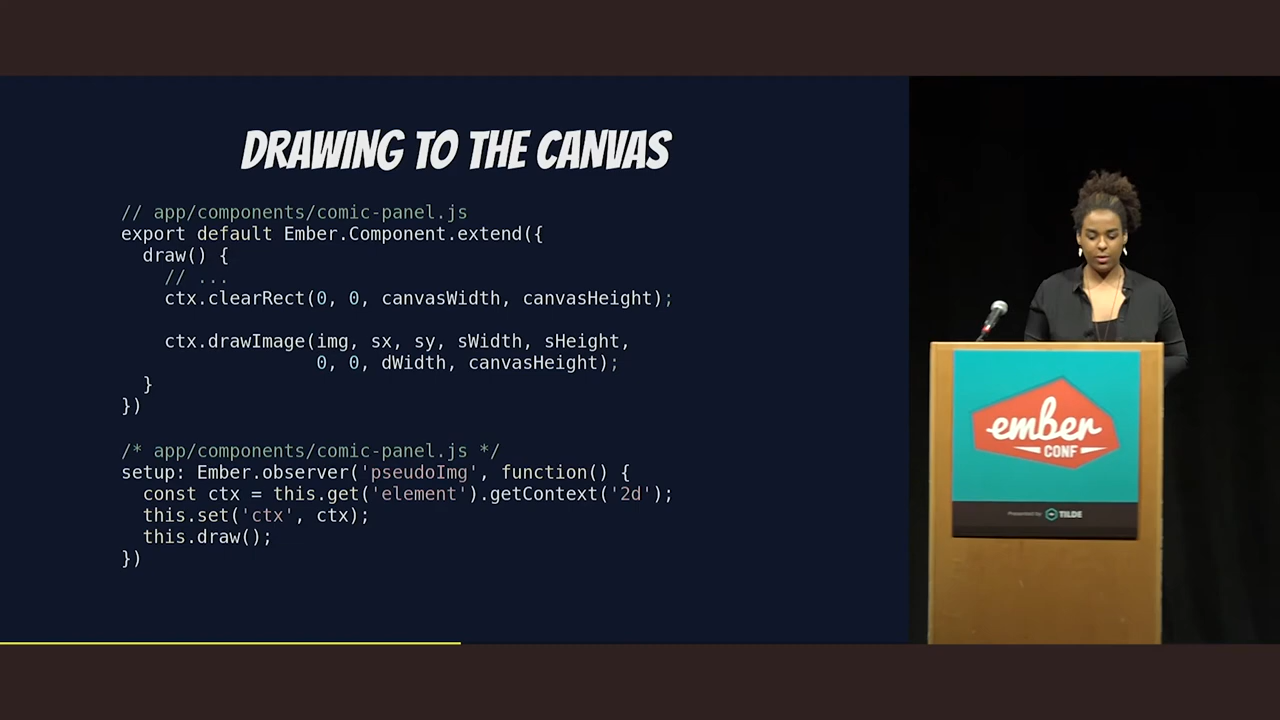 DRAWING TO THE CANVAS
// app/components/comic-panel.js
export default Ember.Component.extend({
  draw() {
    // ...
    ctx.clearRect(0, 0, canvasWidth, canvasHeight);

    ctx.drawImage(img, sx, sy, sWidth, sHeight,
                  0, 0, dWidth, canvasHeight);
  }
})

/* app/components/comic-panel.js */
setup: Ember.observer('pseudoImg', function() {
  const ctx = this.get('element').getContext('2d');
  this.set('ctx', ctx);
  this.draw();
})
ember
CONF
Presented by TILDE